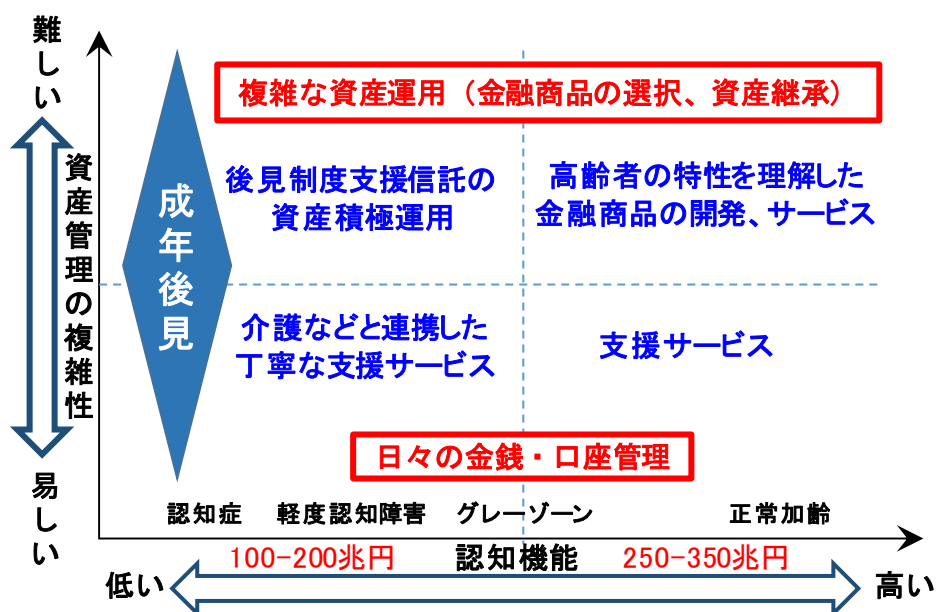 難しい
資産管理の複雑性
易しい
成年後見
複雑な資産運用（金融商品の選択、資産継承）
後見制度支援信託の
資産積極運用
高齢者の特性を理解した
金融商品の開発、サービス
介護などと連携した
丁寧な支援サービス
支援サービス
日々の金銭・口座管理
認知症
軽度認知障害
グレーゾーン
正常加齢
100-200兆円
認知機能
250-350兆円
低い
高い